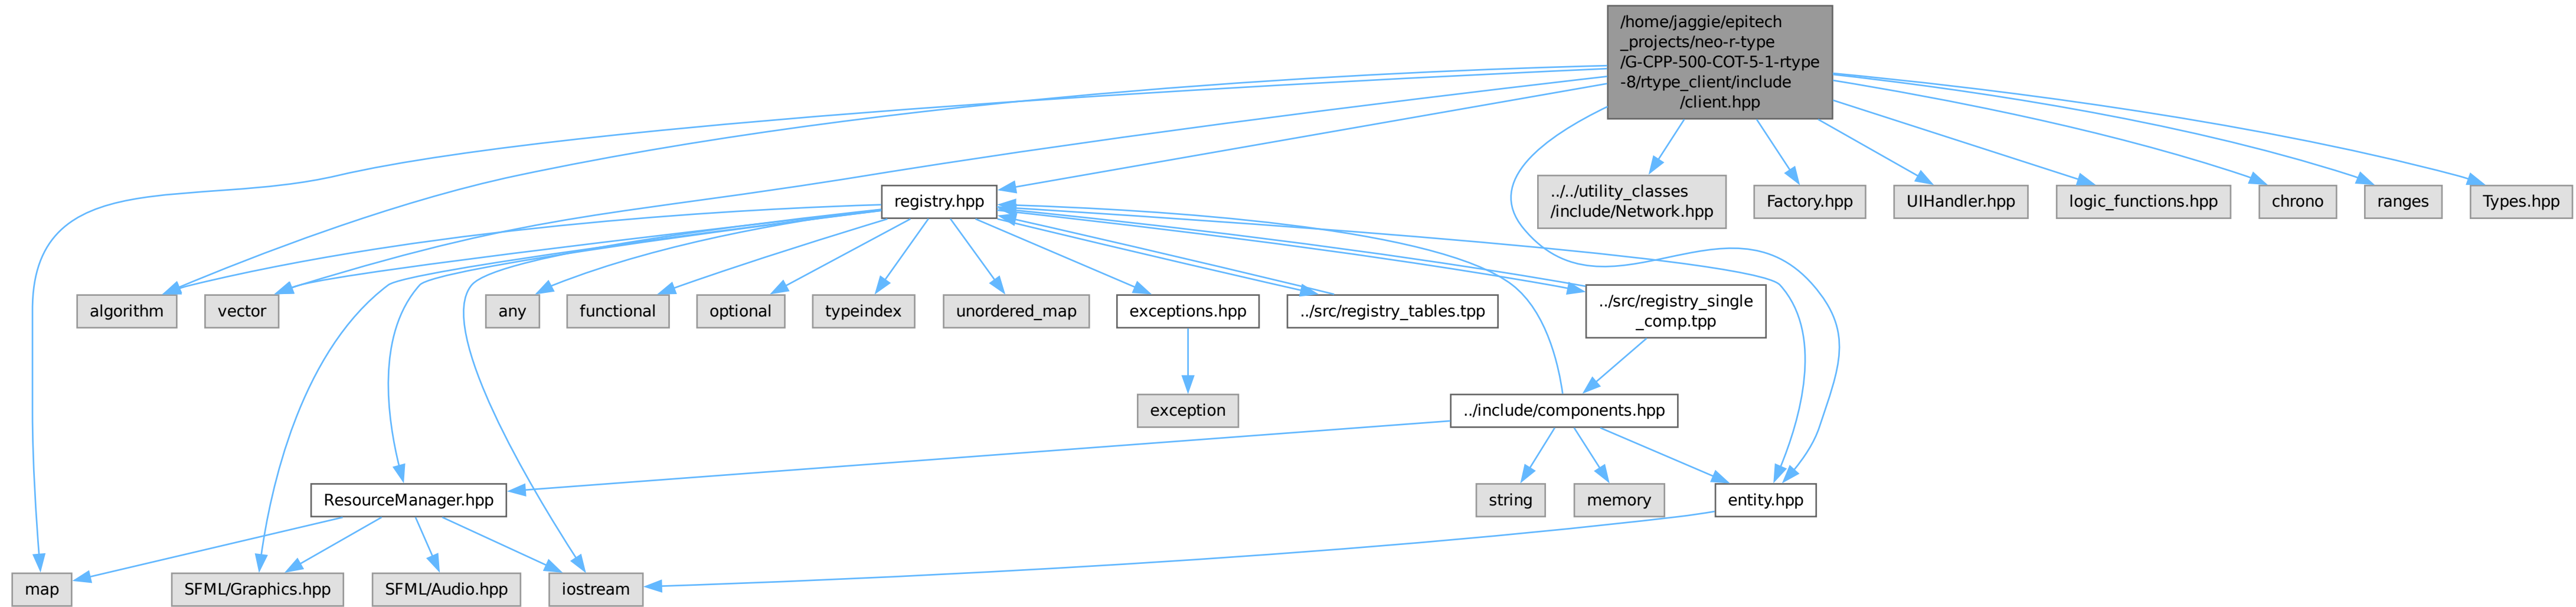 /home/jaggie/epitech
_projects/neo-r-type
/G-CPP-500-COT-5-1-rtype
-8/rtype_client/include
/client.hpp
registry.hpp
../../utility_classes
/include/Network.hpp
Factory.hpp
UIHandler.hpp
logic_functions.hpp
chrono
ranges
Types.hpp
algorithm
vector
any
functional
optional
typeindex
unordered_map
exceptions.hpp
../src/registry_tables.tpp
../src/registry_single
_comp.tpp
exception
../include/components.hpp
ResourceManager.hpp
string
memory
entity.hpp
map
SFML/Graphics.hpp
SFML/Audio.hpp
iostream